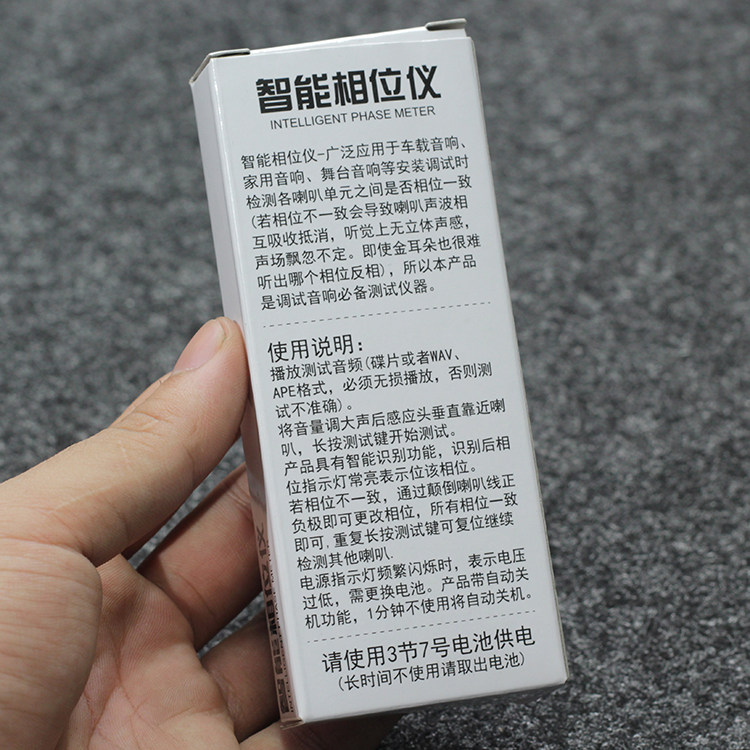 智能相位仪
INTELLIGENT PHASE METER
智能相位仪-广泛应用于车载音响、
家用音响、舞台音响等安装调试时
检测各喇叭单元之间是否相位一致
(若相位不一致会导致喇叭声波相
互吸收抵消，听觉上无立体声感，
声场飘忽不定。即使金耳朵也很难
听出哪个相位反相)，所以本产品
是调试音响必备测试仪器。
使用说明：
播放测试音频(碟片或者WAV、
APE格式，必须无损播放，否则测
试不准确)。
将音量调大声后感应头垂直靠近喇
叭，长按测试键开始测试。
产品具有智能识别功能，识别后相
位指示灯常亮表示位该相位。
若相位不一致，通过颠倒喇叭线正
负极即可更改相位，所有相位一致
即可，重复长按测试键可复位继续
检测其他喇叭.
电源指示灯频繁闪烁时，表示电压
过低，需更换电池。产品带自动关
机功能，1分钟不使用将自动关机。
请使用3节7号电池供电
(长时间不使用请取出电池)